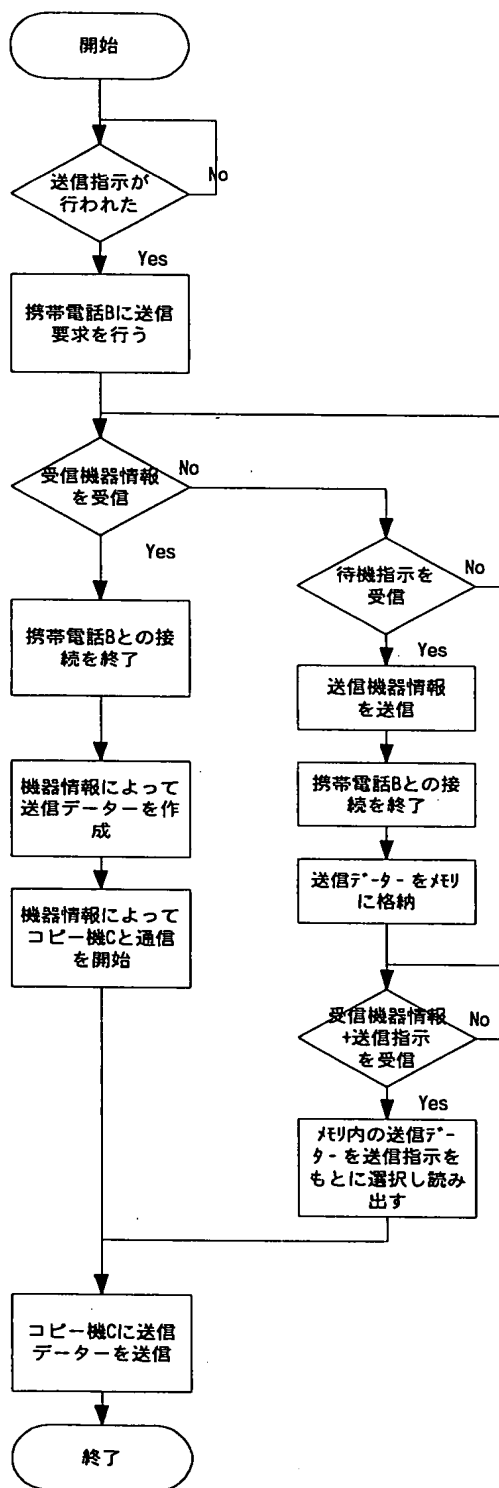 開始
送信指示が
行われた
No
Yes
携帯電話Bに送信
要求を行う
受信機器情報
を受信
No
Yes
待機指示を
受信
No
Yes
携帯電話Bとの接
続を終了
送信機器情報
を送信
機器情報によって
送信データーを作
成
携帯電話Bとの接
続を終了
機器情報によって
コピー機Cと通信
を開始
送信ﾃﾞｰﾀｰをﾒﾓﾘ
に格納
受信機器情報
+送信指示
を受信
No
Yes
ﾒﾓﾘ内の送信ﾃﾞｰ
ﾀｰを送信指示を
もとに選択し読み
出す
コピー機Cに送信
データーを送信
終了